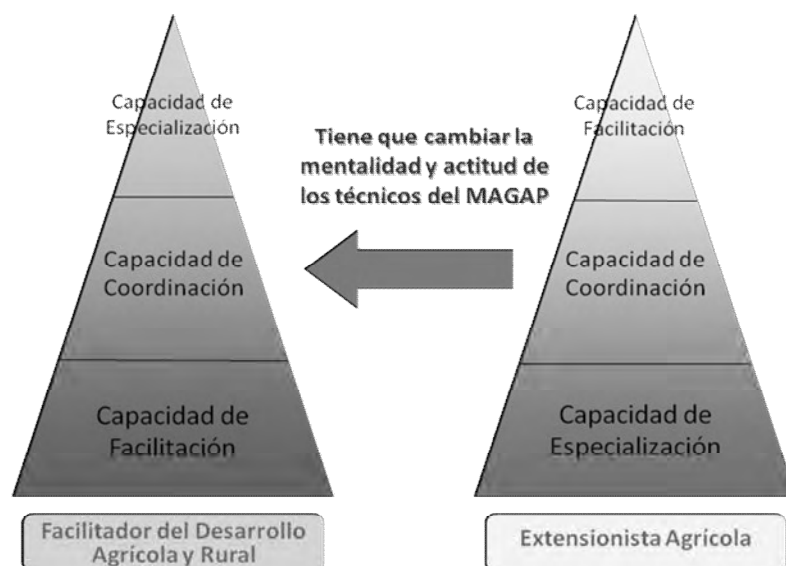 Capacidad de
Especialización
Capacidad de
Coordinación
Capacidad de
Facilitación
Facilitador del Desarrollo
Agrícola y Rural
Tiene que cambiar la
mentalidad y actitud de
los técnicos del MAGAP
Capacidad de
Facilitación
Capacidad de
Coordinación
Capacidad de
Especialización
Extensionista Agrícola